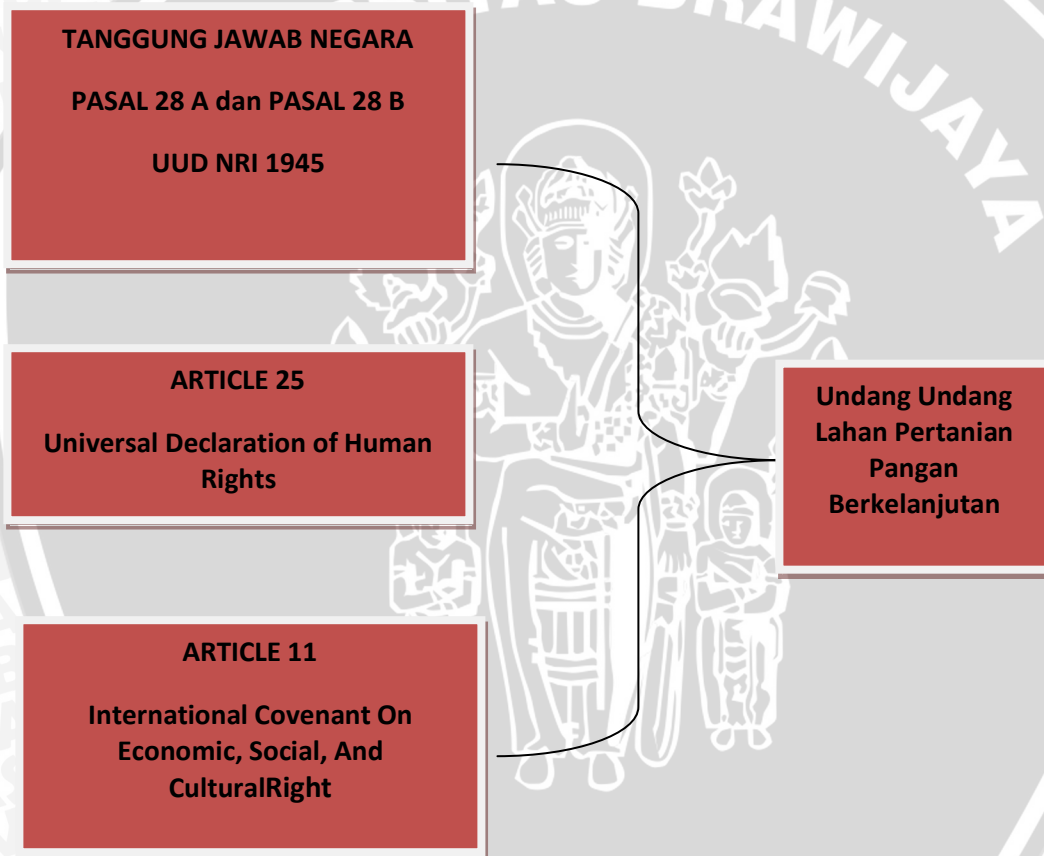 TANGGUNG JAWAB NEGARA
PASAL 28 A dan PASAL 28 B
UUD NRI 1945
ARTICLE 25
Universal Declaration of Human
Rights
ARTICLE 11
International Covenant On
Economic, Social, And
CulturalRight
Undang Undang
Lahan Pertanian
Pangan
Berkelanjutan
BRAWIJAYA